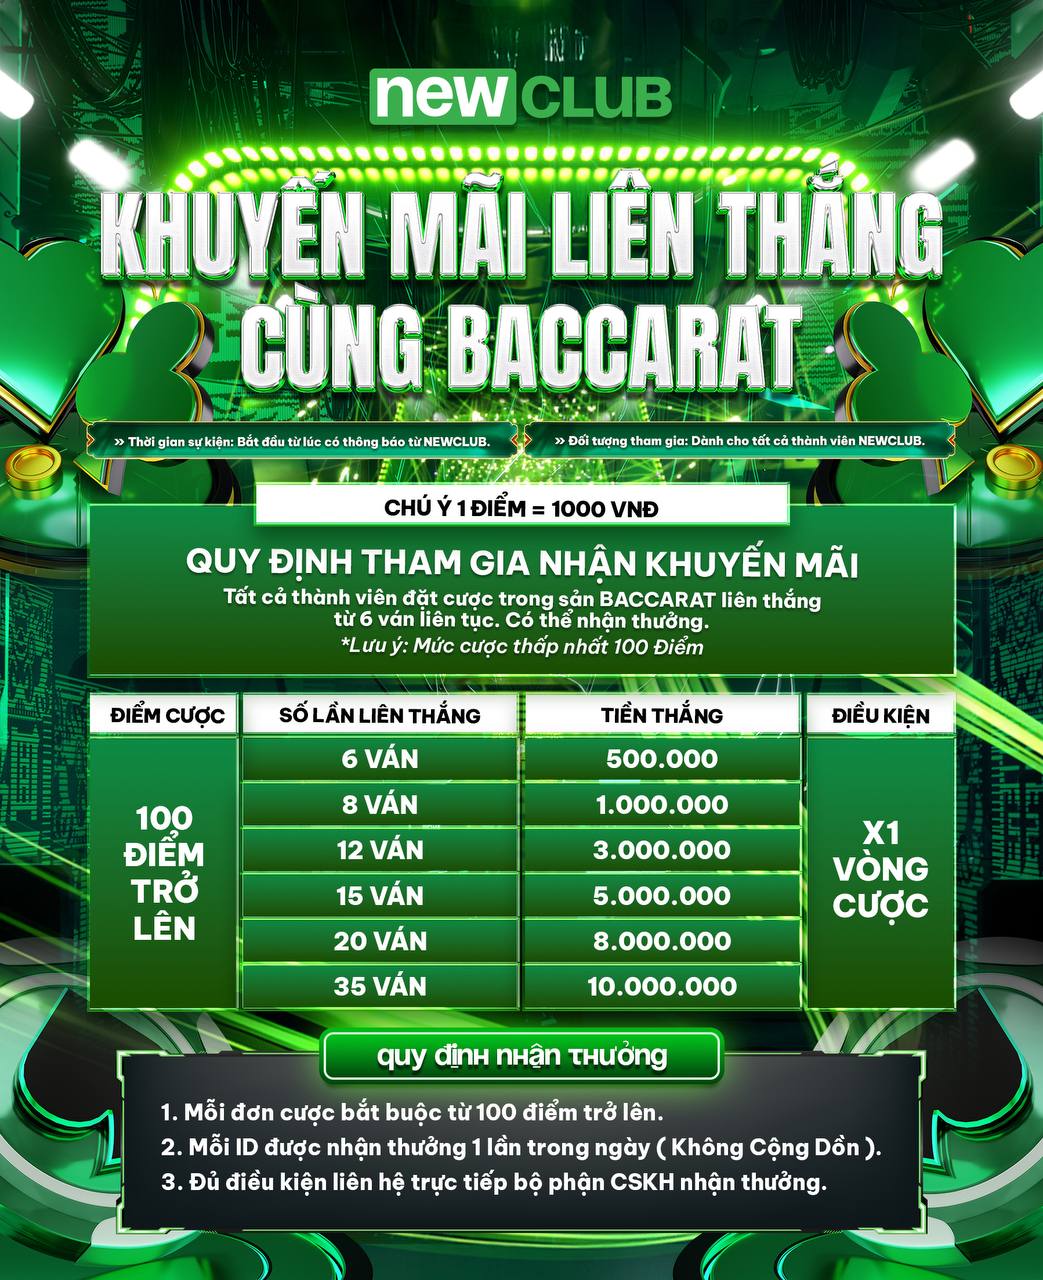 new CLUB
KHUYẾN MÃI LIÊN THẮNG
CÙNG BACCARAT
» Thời gian sự kiện: Bắt đầu từ lúc có thông báo từ NEWCLUB.
» Đối tượng tham gia: Dành cho tất cả thành viên NEWCLUB.
CHÚ Ý 1 ĐIỂM = 1000 VNĐ
QUY ĐỊNH THAM GIA NHẬN KHUYẾN MÃI
Tất cả thành viên đặt cược trong sản BACCARAT liên thắng
từ 6 ván liên tục. Có thể nhận thưởng.
*Lưu ý: Mức cược thấp nhất 100 Điểm
ĐIỂM CƯỢC SỐ LẦN LIÊN THẮNG TIỀN THẮNG ĐIỀU KIỆN
100
ĐIỂM
TRỞ
LÊN
6 VÁN 500.000
8 VÁN 1.000.000
12 VÁN 3.000.000
15 VÁN 5.000.000
20 VÁN 8.000.000
35 VÁN 10.000.000
X1
VÒNG
CƯỢC
quy định nhận thưởng
1. Mỗi đơn cược bắt buộc từ 100 điểm trở lên.
2. Mỗi ID được nhận thưởng 1 lần trong ngày ( Không Cộng Dồn ).
3. Đủ điều kiện liên hệ trực tiếp bộ phận CSKH nhận thưởng.